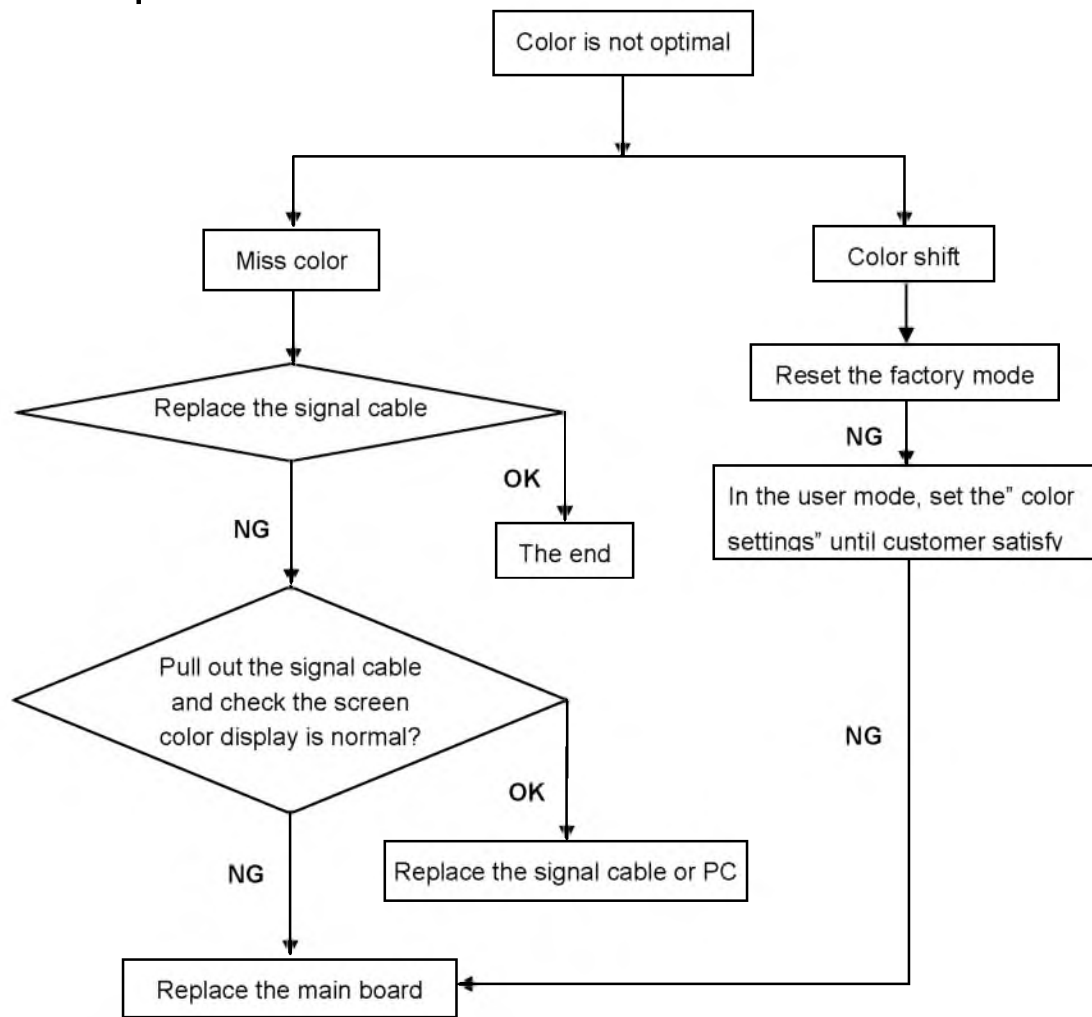 Color is not optimal
Miss color
Color shift
Replace the signal cable
Reset the factory mode
NG
OK
In the user mode, set the” color
settings” until customer satisfy
NG
The end
Pull out the signal cable
and check the screen
color display is normal?
NG
OK
Replace the signal cable or PC
NG
Replace the main board